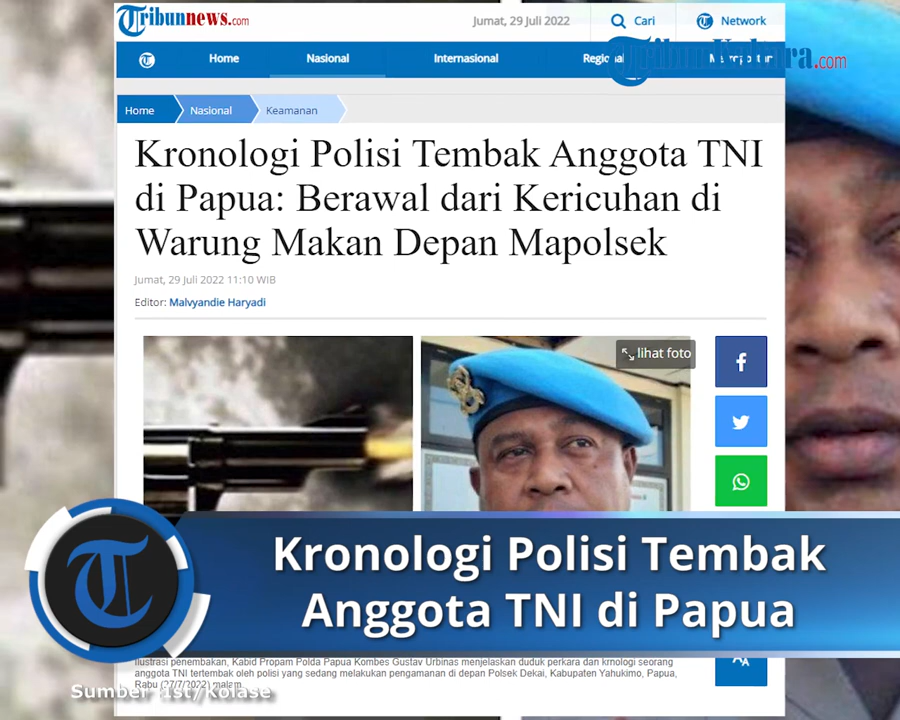 Tribunnews.com
Jumat, 29 Juli 2022
Cari
Network
Home
Nasional
Internasional
Regional
.com
Home
Nasional
Keamanan
Kronologi Polisi Tembak Anggota TNI
di Papua: Berawal dari Kericuhan di
Warung Makan Depan Mapolsek
Jumat, 29 Juli 2022 11:10 WIB
Editor: Malvyandie Haryadi
lihat foto
Kronologi Polisi Tembak
Anggota TNI di Papua
Ilustrasi penembakan, Kabid Propam Polda Papua Kombes Gustav Urbinas menjelaskan duduk perkara dan krnologi seorang
anggota TNI tertembak oleh polisi yang sedang melakukan pengamanan di depan Polsek Dekai, Kabupaten Yahukimo, Papua,
Rabu (27/7/2022) malam.
Sumber :Ist/Kolase
AA